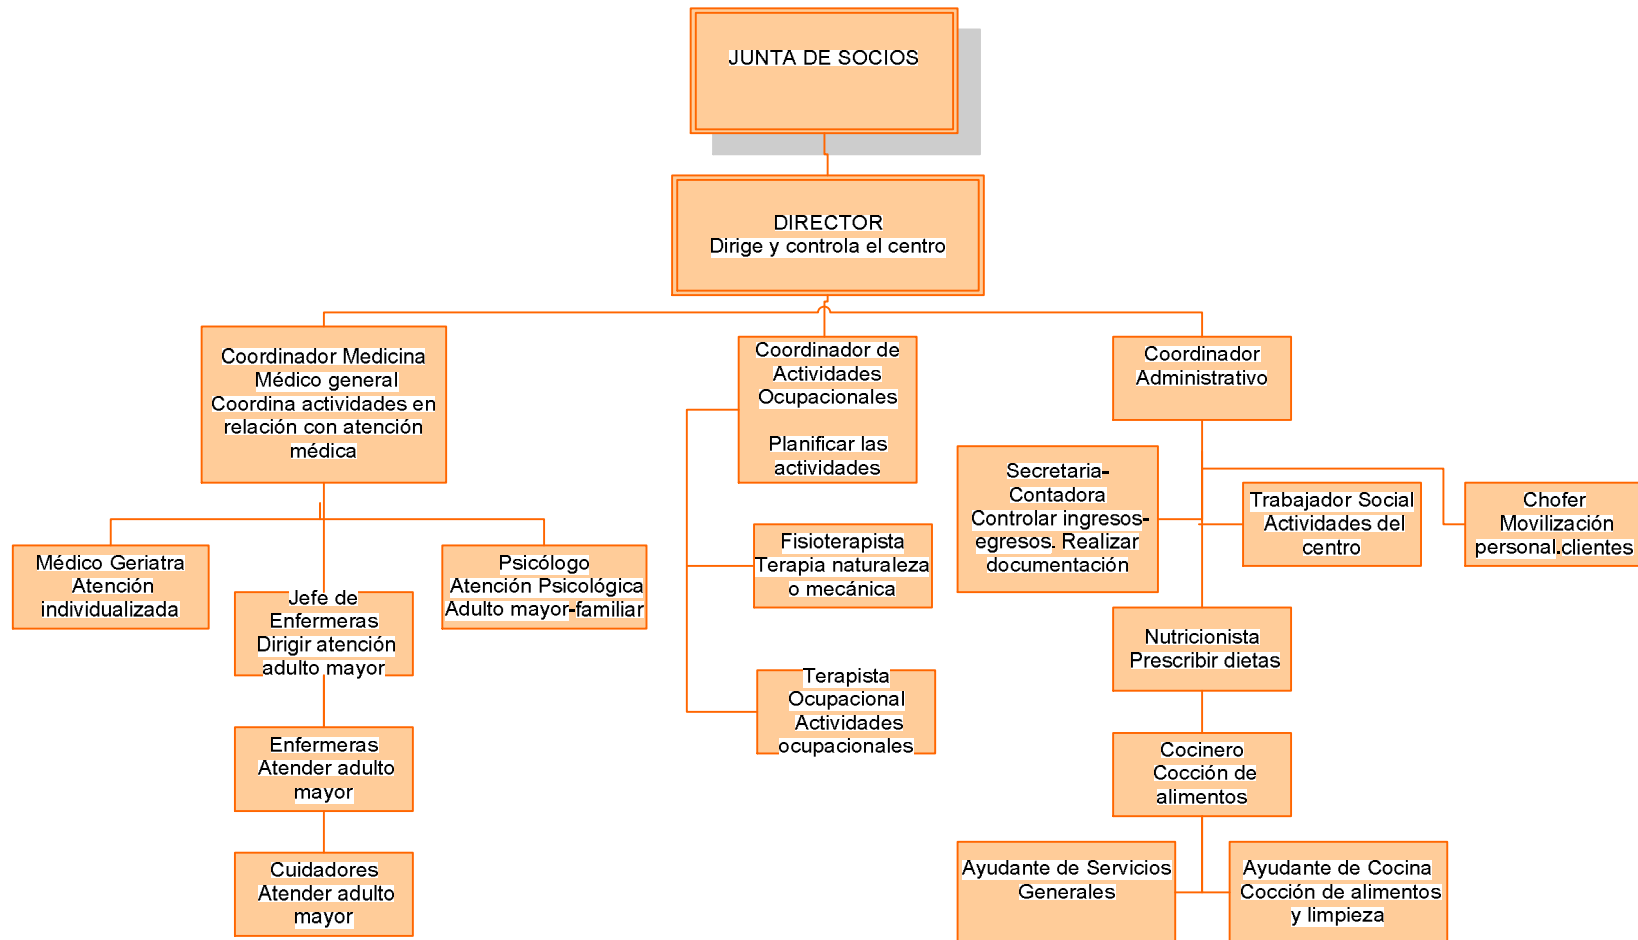 JUNTA DE SOCIOS
DIRECTOR
Dirige y controla el centro
Coordinador Medicina
Médico general
Coordina actividades en
relación con atención
médica
Coordinador de
Actividades
Ocupacionales
Planificar las
actividades
Coordinador
Administrativo
Secretaria-
Contadora
Controlar ingresos-
egresos. Realizar
documentación
Trabajador Social
Actividades del
centro
Chofer
Movilización
personal.clientes
Médico Geriatra
Atención
individualizada
Jefe de
Enfermeras
Dirigir atención
adulto mayor
Psicólogo
Atención Psicológica
Adulto mayor-familiar
Fisioterapista
Terapia naturaleza
o mecánica
Nutricionista
Prescribir dietas
Terapista
Ocupacional
Actividades
ocupacionales
Enfermeras
Atender adulto
mayor
Cocinero
Cocción de
alimentos
Cuidadores
Atender adulto
mayor
Ayudante de Servicios
Generales
Ayudante de Cocina
Cocción de alimentos
y limpieza